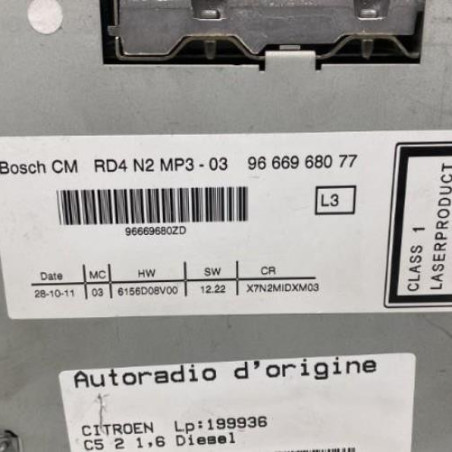 Bosch CM RD4 N2 MP3 - 03 96 669 680 77
L3
96669680ZD
Date MC HW SW CR
28-10-11 03 6156D08V00 12.22 X7N2MIDXM03
CLASS 1
LASERPRODUCT
Autoradio d'origine
CITROEN Lp:199936
C5 2 1,6 Diesel